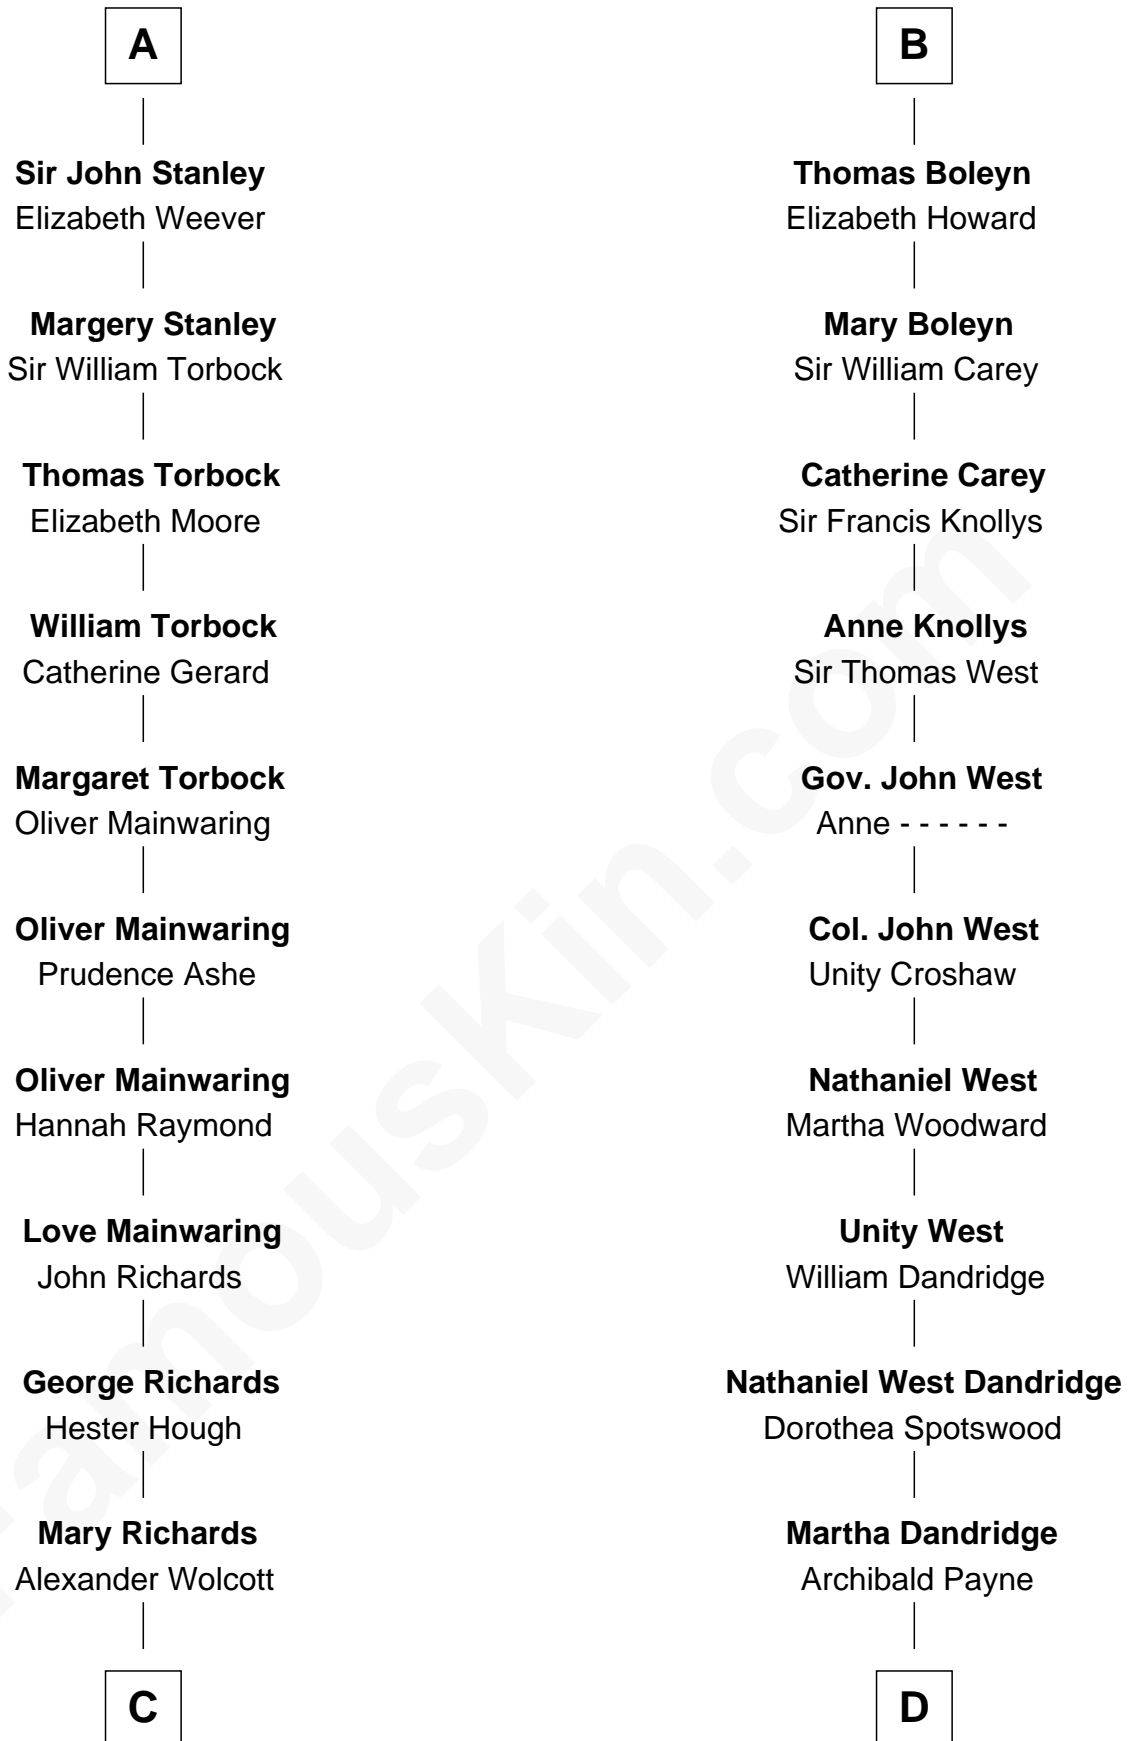 A
Sir John Stanley
Elizabeth Weever
Margery Stanley
Sir William Torbock
Thomas Torbock
Elizabeth Moore
William Torbock
Catherine Gerard
Margaret Torbock
Oliver Mainwaring
Oliver Mainwaring
Prudence Ashe
Oliver Mainwaring
Hannah Raymond
Love Mainwaring
John Richards
George Richards
Hester Hough
Mary Richards
Alexander Wolcott
C
B
Thomas Boleyn
Elizabeth Howard
Mary Boleyn
Sir William Carey
Catherine Carey
Sir Francis Knollys
Anne Knollys
Sir Thomas West
Gov. John West
Anne - - - - - -
Col. John West
Unity Croshaw
Nathaniel West
Martha Woodward
Unity West
William Dandridge
Nathaniel West Dandridge
Dorothea Spotswood
Martha Dandridge
Archibald Payne
D
FamousKin.com